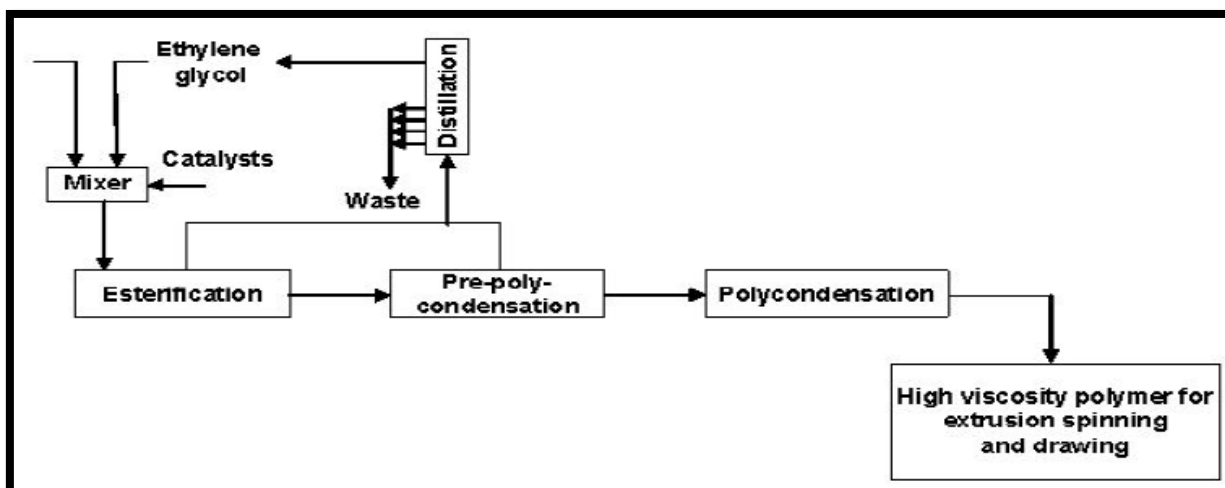 Ethylene
glycol
Distillation
Catalysts
Mixer
Waste
Esterification
Pre-poly-
condensation
Polycondensation
High viscosity polymer for
extrusion spinning
and drawing